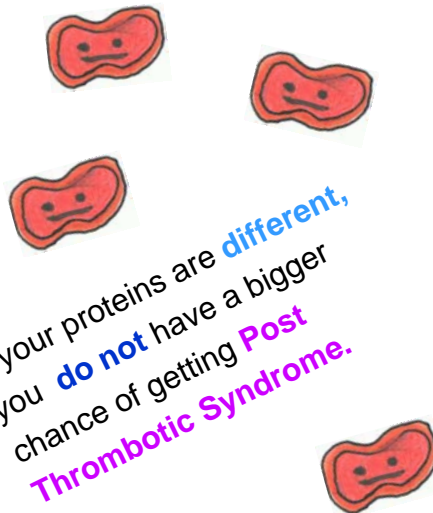 your proteins are different,
you do not have a bigger
chance of getting Post
Thrombotic Syndrome.